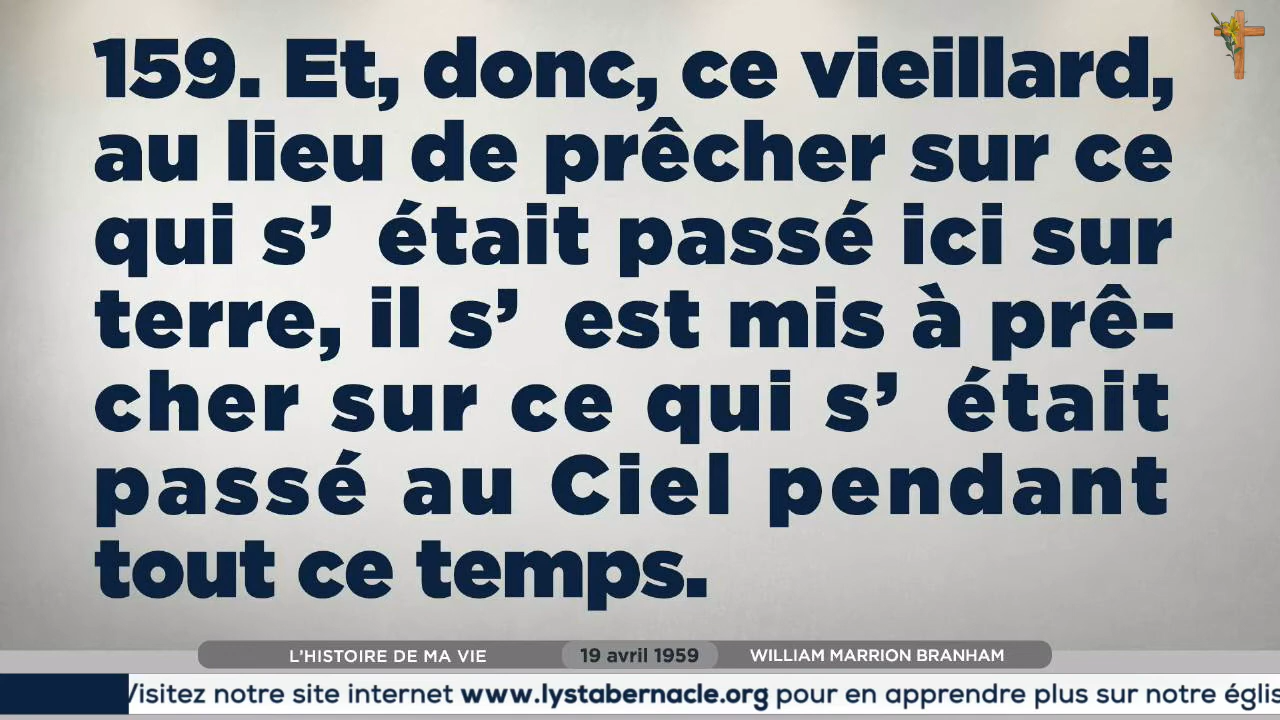 159. Et, donc, ce vieillard,
au lieu de prêcher sur ce
qui s’ était passé ici sur
terre, il s’ est mis à prê-
cher sur ce qui s’ était
passé au Ciel pendant
tout ce temps.
L'HISTOIRE DE MA VIE 19 avril 1959 WILLIAM MARRION BRANHAM
Visitez notre site internet www.lystabernacle.org pour en apprendre plus sur notre églis